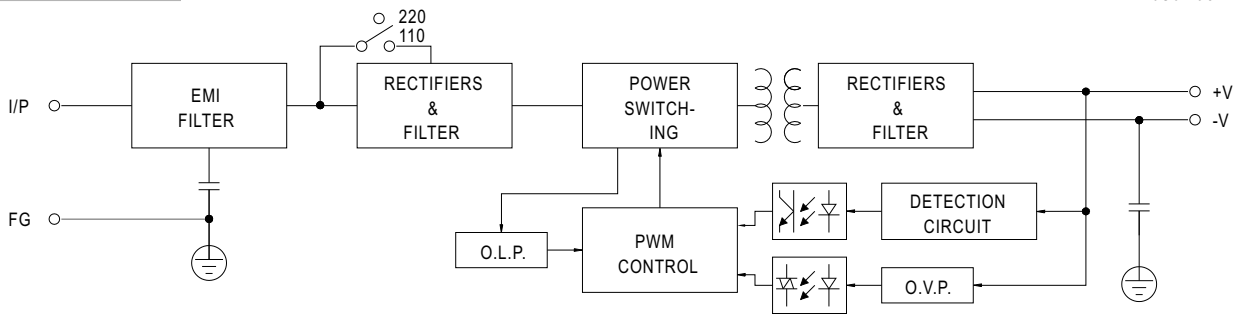 220
110
I/P
EMI
FILTER
RECTIFIERS
&
FILTER
POWER
SWITCH-
ING
RECTIFIERS
&
FILTER
+V
-V
FG
O.L.P.
PWM
CONTROL
DETECTION
CIRCUIT
O.V.P.